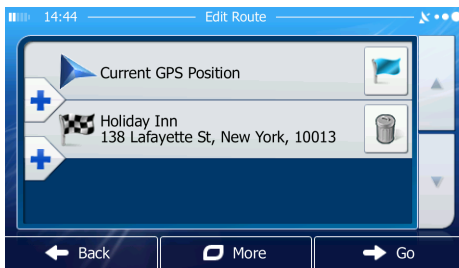 14:44 Edit Route
Current GPS Position
Holiday Inn
138 Lafayette St, New York, 10013
Back More Go